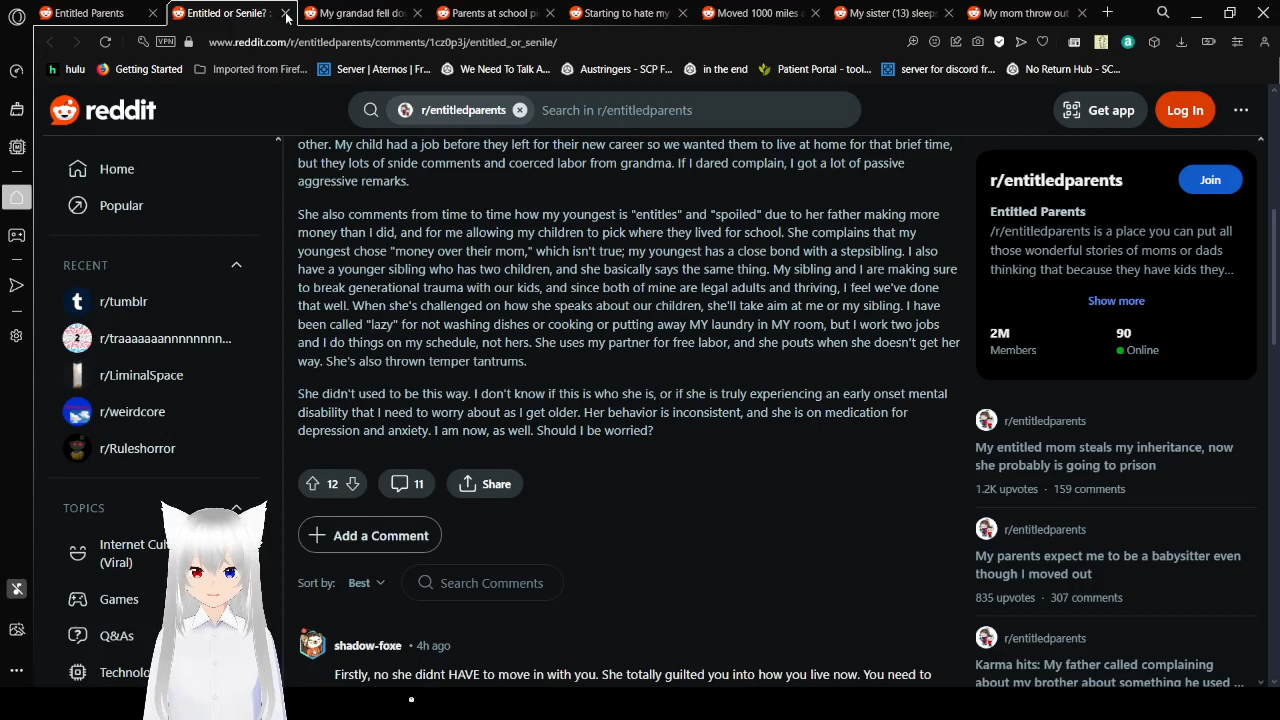 Entitled Parents
Entitled or Senile? :
My grandad fell do
Parents at school pi
Starting to hate my
Moved 1000 miles a
My sister (13) sleep
My mom throw out
VPN
www.reddit.com/r/entitledparents/comments/1cz0p3j/entitled_or_senile/
hulu
Getting Started
Imported from Firef...
Server | Aternos | Fr...
We Need To Talk A...
Austringers - SCP F...
in the end
Patient Portal - tool...
server for discord fr...
No Return Hub - SC...
reddit
r/entitledparents
Search in r/entitledparents
Get app
Log In
Home
Popular
RECENT
r/tumblr
r/traaaaaaannnnnnnn...
r/LiminalSpace
r/weirdcore
r/Ruleshorror
TOPICS
Internet Cul
(Viral)
Games
Q&As
Technolo
other. My child had a job before they left for their new career so we wanted them to live at home for that brief time,
but they lots of snide comments and coerced labor from grandma. If I dared complain, I got a lot of passive
aggressive remarks.
She also comments from time to time how my youngest is "entitles" and "spoiled" due to her father making more
money than I did, and for me allowing my children to pick where they lived for school. She complains that my
youngest chose "money over their mom," which isn't true; my youngest has a close bond with a stepsibling. I also
have a younger sibling who has two children, and she basically says the same thing. My sibling and I are making sure
to break generational trauma with our kids, and since both of mine are legal adults and thriving, I feel we've done
that well. When she's challenged on how she speaks about our children, she'll take aim at me or my sibling. I have
been called "lazy" for not washing dishes or cooking or putting away MY laundry in MY room, but I work two jobs
and I do things on my schedule, not hers. She uses my partner for free labor, and she pouts when she doesn't get her
way. She's also thrown temper tantrums.
She didn't used to be this way. I don't know if this is who she is, or if she is truly experiencing an early onset mental
disability that I need to worry about as I get older. Her behavior is inconsistent, and she is on medication for
depression and anxiety. I am now, as well. Should I be worried?
12
11
Share
Add a Comment
Sort by:
Best
Search Comments
shadow-foxe • 4h ago
Firstly, no she didnt HAVE to move in with you. She totally guilted you into how you live now. You need to
r/entitledparents
Join
Entitled Parents
/r/entitledparents is a place you can put all
those wonderful stories of moms or dads
thinking that because they have kids they...
Show more
2M
90
Members
Online
r/entitledparents
My entitled mom steals my inheritance, now
she probably is going to prison
1.2K upvotes · 159 comments
r/entitledparents
My parents expect me to be a babysitter even
though I moved out
835 upvotes · 307 comments
r/entitledparents
Karma hits: My father called complaining
about my brother about something he used ...